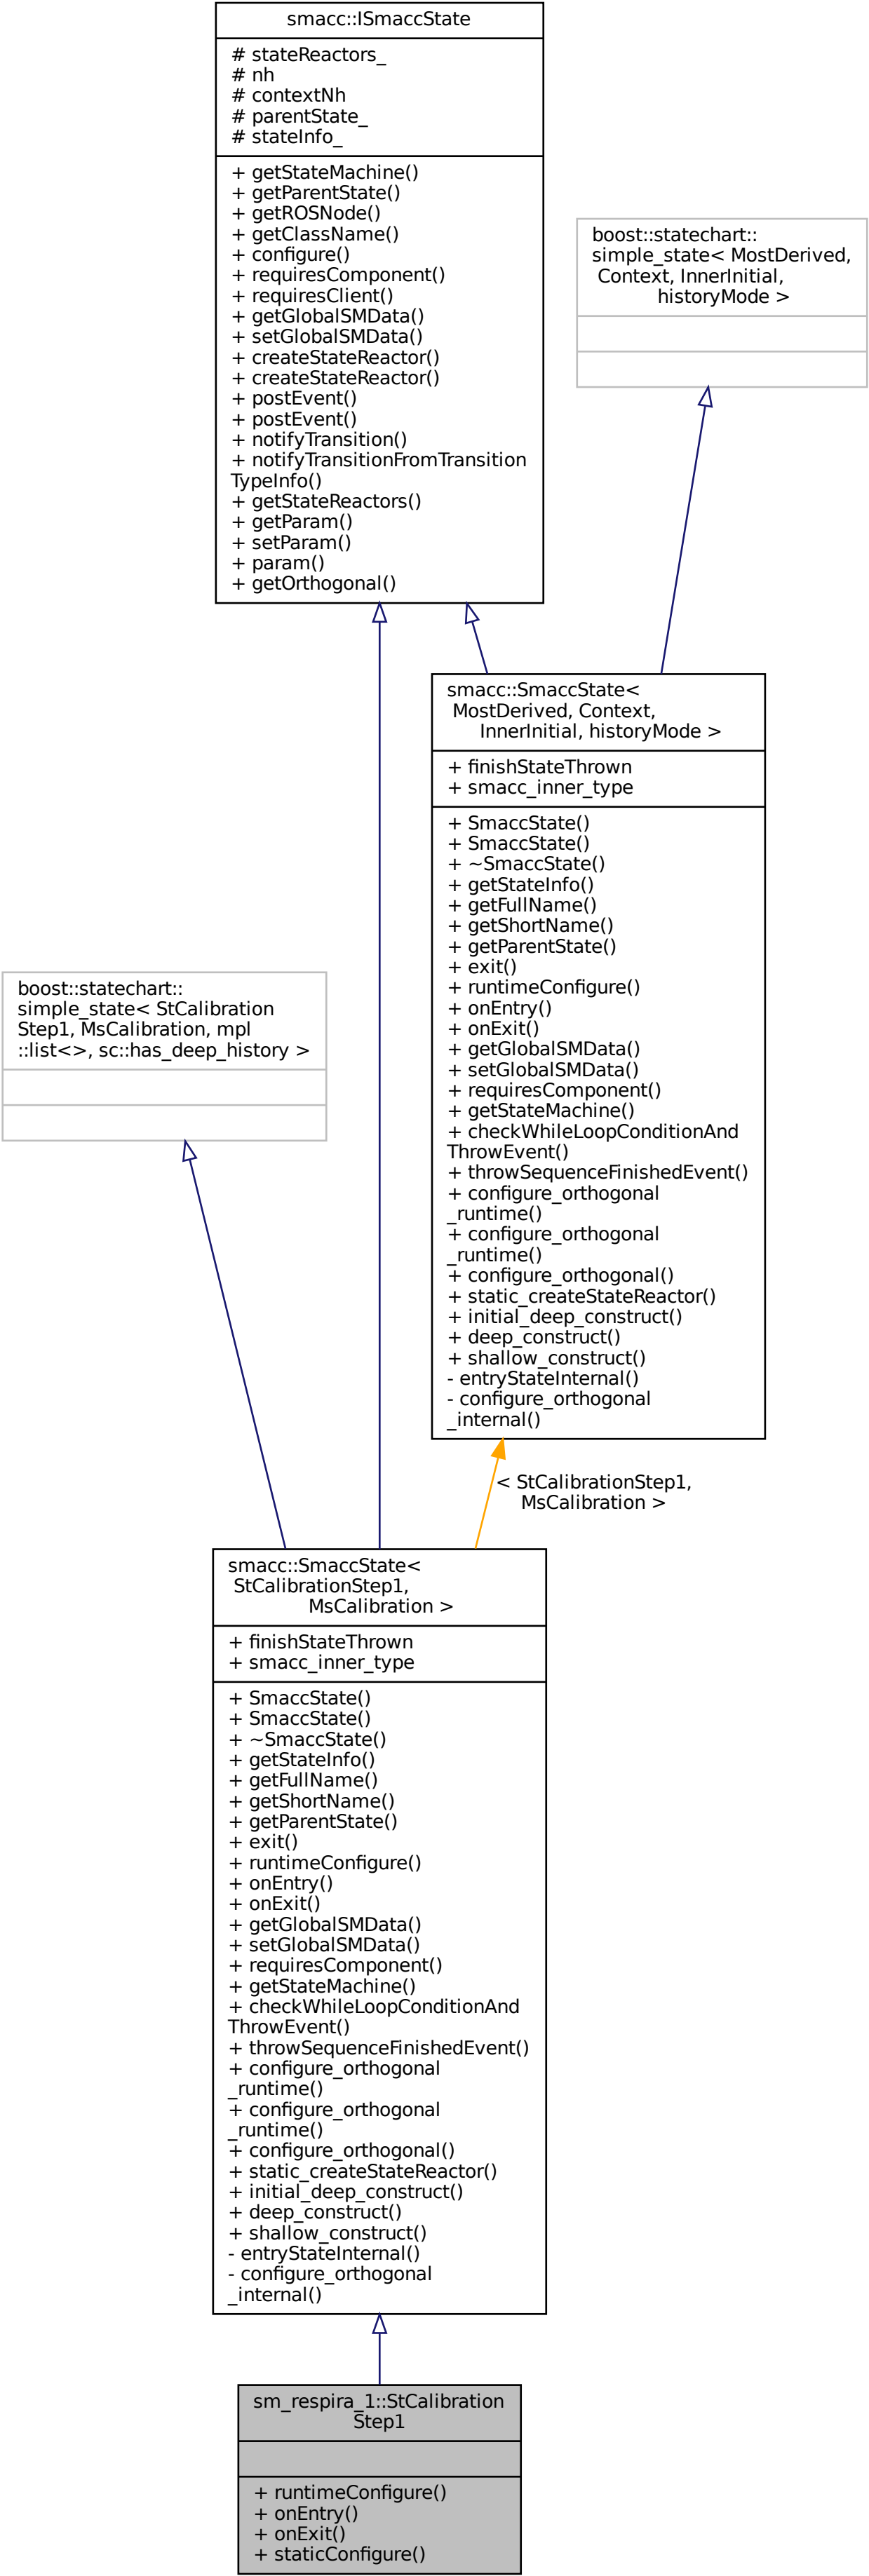 smacc::ISmaccState
# stateReactors_
# nh
# contextNh
# parentState_
# stateInfo_
+ getStateMachine()
+ getParentState()
+ getROSNode()
+ getClassName()
+ configure()
+ requiresComponent()
+ requiresClient()
+ getGlobalSMData()
+ setGlobalSMData()
+ createStateReactor()
+ createStateReactor()
+ postEvent()
+ postEvent()
+ notifyTransition()
+ notifyTransitionFromTransition
TypeInfo()
+ getStateReactors()
+ getParam()
+ setParam()
+ param()
+ getOrthogonal()
boost::statechart::
simple_state< MostDerived,
Context, InnerInitial,
historyMode >
smacc::SmaccState<
MostDerived, Context,
InnerInitial, historyMode >
+ finishStateThrown
+ smacc_inner_type
+ SmaccState()
+ SmaccState()
+ ~SmaccState()
+ getStateInfo()
+ getFullName()
+ getShortName()
+ getParentState()
+ exit()
+ runtimeConfigure()
+ onEntry()
+ onExit()
+ getGlobalSMData()
+ setGlobalSMData()
+ requiresComponent()
+ getStateMachine()
+ checkWhileLoopConditionAnd
ThrowEvent()
+ throwSequenceFinishedEvent()
+ configure_orthogonal
_runtime()
+ configure_orthogonal
_runtime()
+ configure_orthogonal()
+ static_createStateReactor()
+ initial_deep_construct()
+ deep_construct()
+ shallow_construct()
- entryStateInternal()
- configure_orthogonal
_internal()
boost::statechart::
simple_state< StCalibration
Step1, MsCalibration, mpl
::list<>, sc::has_deep_history >
< StCalibrationStep1,
MsCalibration >
smacc::SmaccState<
StCalibrationStep1,
MsCalibration >
+ finishStateThrown
+ smacc_inner_type
+ SmaccState()
+ SmaccState()
+ ~SmaccState()
+ getStateInfo()
+ getFullName()
+ getShortName()
+ getParentState()
+ exit()
+ runtimeConfigure()
+ onEntry()
+ onExit()
+ getGlobalSMData()
+ setGlobalSMData()
+ requiresComponent()
+ getStateMachine()
+ checkWhileLoopConditionAnd
ThrowEvent()
+ throwSequenceFinishedEvent()
+ configure_orthogonal
_runtime()
+ configure_orthogonal
_runtime()
+ configure_orthogonal()
+ static_createStateReactor()
+ initial_deep_construct()
+ deep_construct()
+ shallow_construct()
- entryStateInternal()
- configure_orthogonal
_internal()
sm_respira_1::StCalibration
Step1
+ runtimeConfigure()
+ onEntry()
+ onExit()
+ staticConfigure()